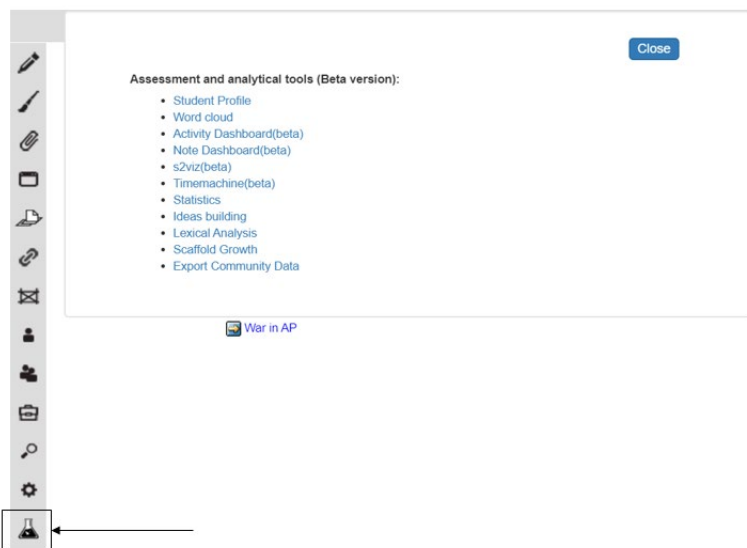 Close
Assessment and analytical tools (Beta version):
• Student Profile
• Word cloud
• Activity Dashboard(beta)
• Note Dashboard(beta)
• s2viz(beta)
• Timemachine(beta)
• Statistics
• Ideas building
• Lexical Analysis
• Scaffold Growth
• Export Community Data
War in AP